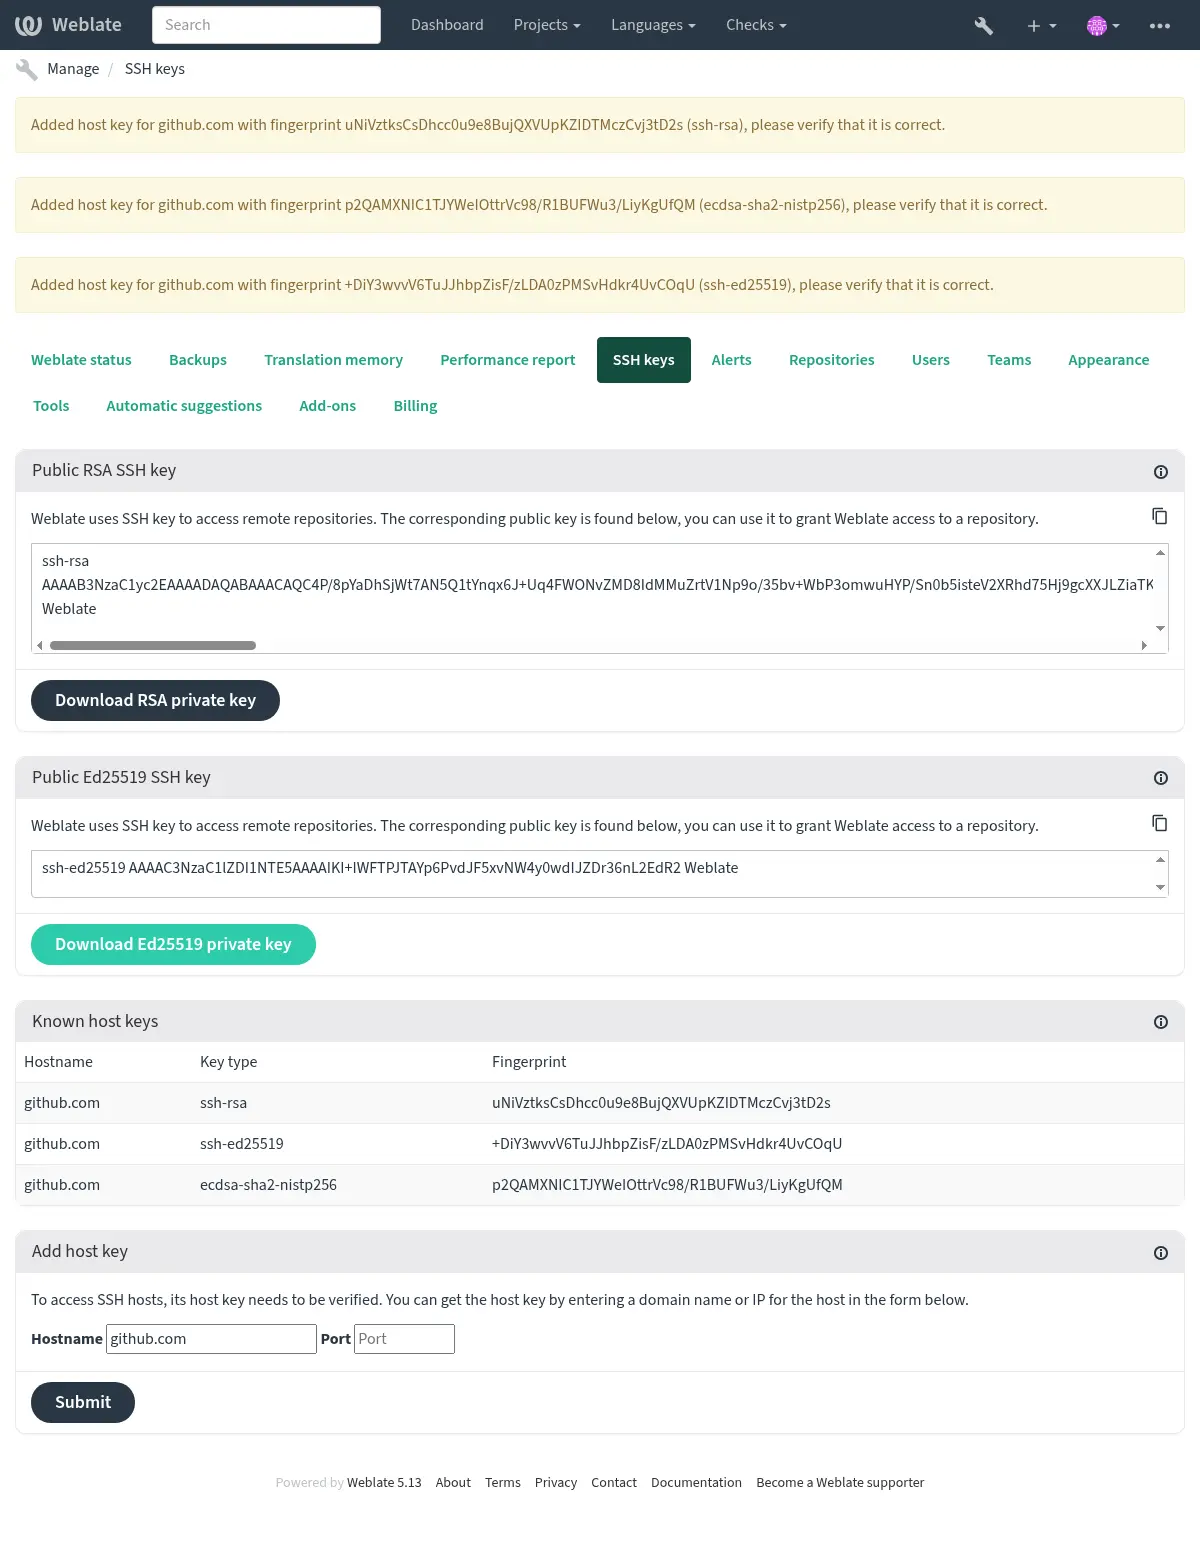 Weblate
Search
Dashboard
Projects
Languages
Checks
Manage / SSH keys
Added host key for github.com with fingerprint uNiVztksCsDhcc0u9e8BujQXVUpKZIDTMczCvj3tD2s (ssh-rsa), please verify that it is correct.
Added host key for github.com with fingerprint p2QAMXNIC1TJYWeIOttrVc98/R1BUFWu3/LiyKgUfQM (ecdsa-sha2-nistp256), please verify that it is correct.
Added host key for github.com with fingerprint +DiY3wvvV6TuJJhbpZisF/zLDA0zPMSvHdkr4UvCOqU (ssh-ed25519), please verify that it is correct.
Weblate status
Backups
Translation memory
Performance report
SSH keys
Alerts
Repositories
Users
Teams
Appearance
Tools
Automatic suggestions
Add-ons
Billing
Public RSA SSH key
Weblate uses SSH key to access remote repositories. The corresponding public key is found below, you can use it to grant Weblate access to a repository.
ssh-rsa
AAAAB3NzaC1yc2EAAAADAQABAAACAQC4P/8pYaDhSjWt7AN5Q1tYnqx6J+Uq4FWONvZMD8IdMMuZrtV1Np9o/35bv+WbP3omwuHYP/Sn0b5isteV2XRhd75Hj9gcXXJLZiaTK
Weblate
Download RSA private key
Public Ed25519 SSH key
Weblate uses SSH key to access remote repositories. The corresponding public key is found below, you can use it to grant Weblate access to a repository.
ssh-ed25519 AAAAC3NzaC1lZDI1NTE5AAAAIKI+IWFTPJTAYp6PvdJF5xvNW4y0wdIJZDr36nL2EdR2 Weblate
Download Ed25519 private key
Known host keys
Hostname Key type Fingerprint
github.com ssh-rsa uNiVztksCsDhcc0u9e8BujQXVUpKZIDTMczCvj3tD2s
github.com ssh-ed25519 +DiY3wvvV6TuJJhbpZisF/zLDA0zPMSvHdkr4UvCOqU
github.com ecdsa-sha2-nistp256 p2QAMXNIC1TJYWeIOttrVc98/R1BUFWu3/LiyKgUfQM
Add host key
To access SSH hosts, its host key needs to be verified. You can get the host key by entering a domain name or IP for the host in the form below.
Hostname github.com Port Port
Submit
Powered by Weblate 5.13 About Terms Privacy Contact Documentation Become a Weblate supporter